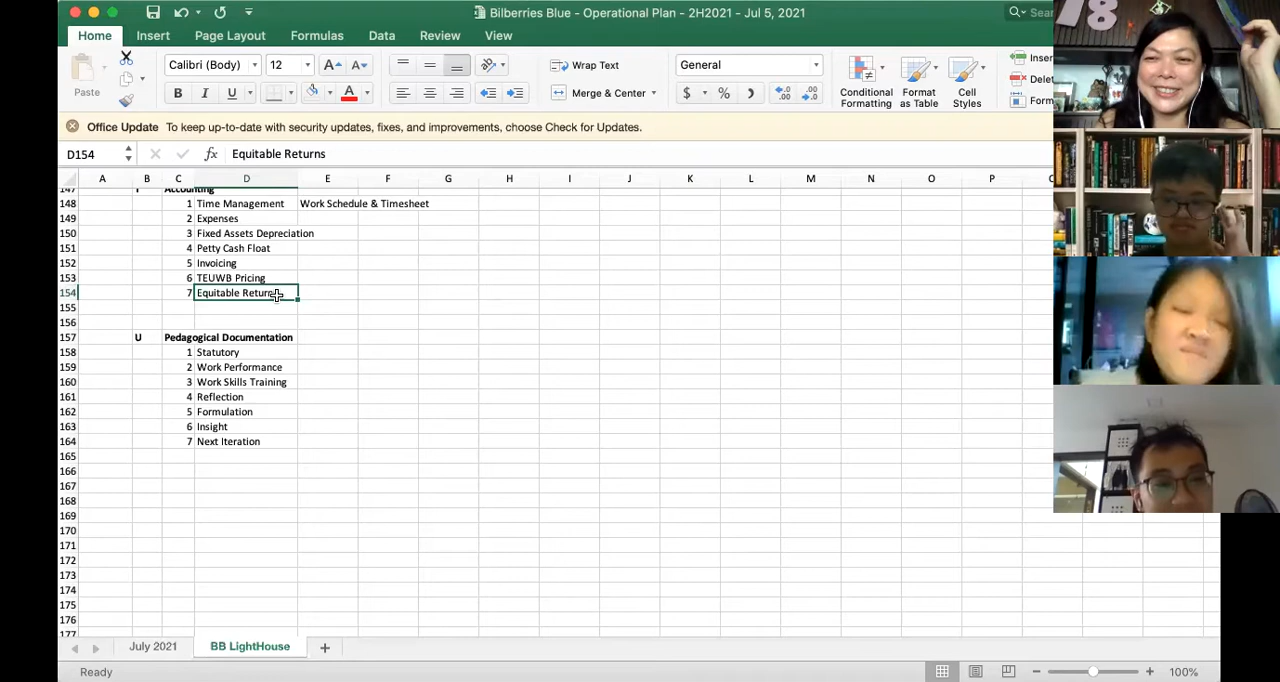 Bilberries Blue - Operational Plan - 2H2021 - Jul 5, 2021
Home Insert Page Layout Formulas Data Review View
Calibri (Body) 12 Wrap Text General
Paste B I U Merge & Center $ % Conditional Formatting Format as Table Cell Styles
Office Update To keep up-to-date with security updates, fixes, and improvements, choose Check for Updates.
D154 fx Equitable Returns
A B C D E F G H I J K L M N O P
147 T Accounting
148 1 Time Management Work Schedule & Timesheet
149 2 Expenses
150 3 Fixed Assets Depreciation
151 4 Petty Cash Float
152 5 Invoicing
153 6 TEUWB Pricing
154 7 Equitable Returns
155
156
157 U Pedagogical Documentation
158 1 Statutory
159 2 Work Performance
160 3 Work Skills Training
161 4 Reflection
162 5 Formulation
163 6 Insight
164 7 Next Iteration
165
166
167
168
169
170
171
172
173
174
175
176
177
July 2021 BB LightHouse +
Ready 100%
78